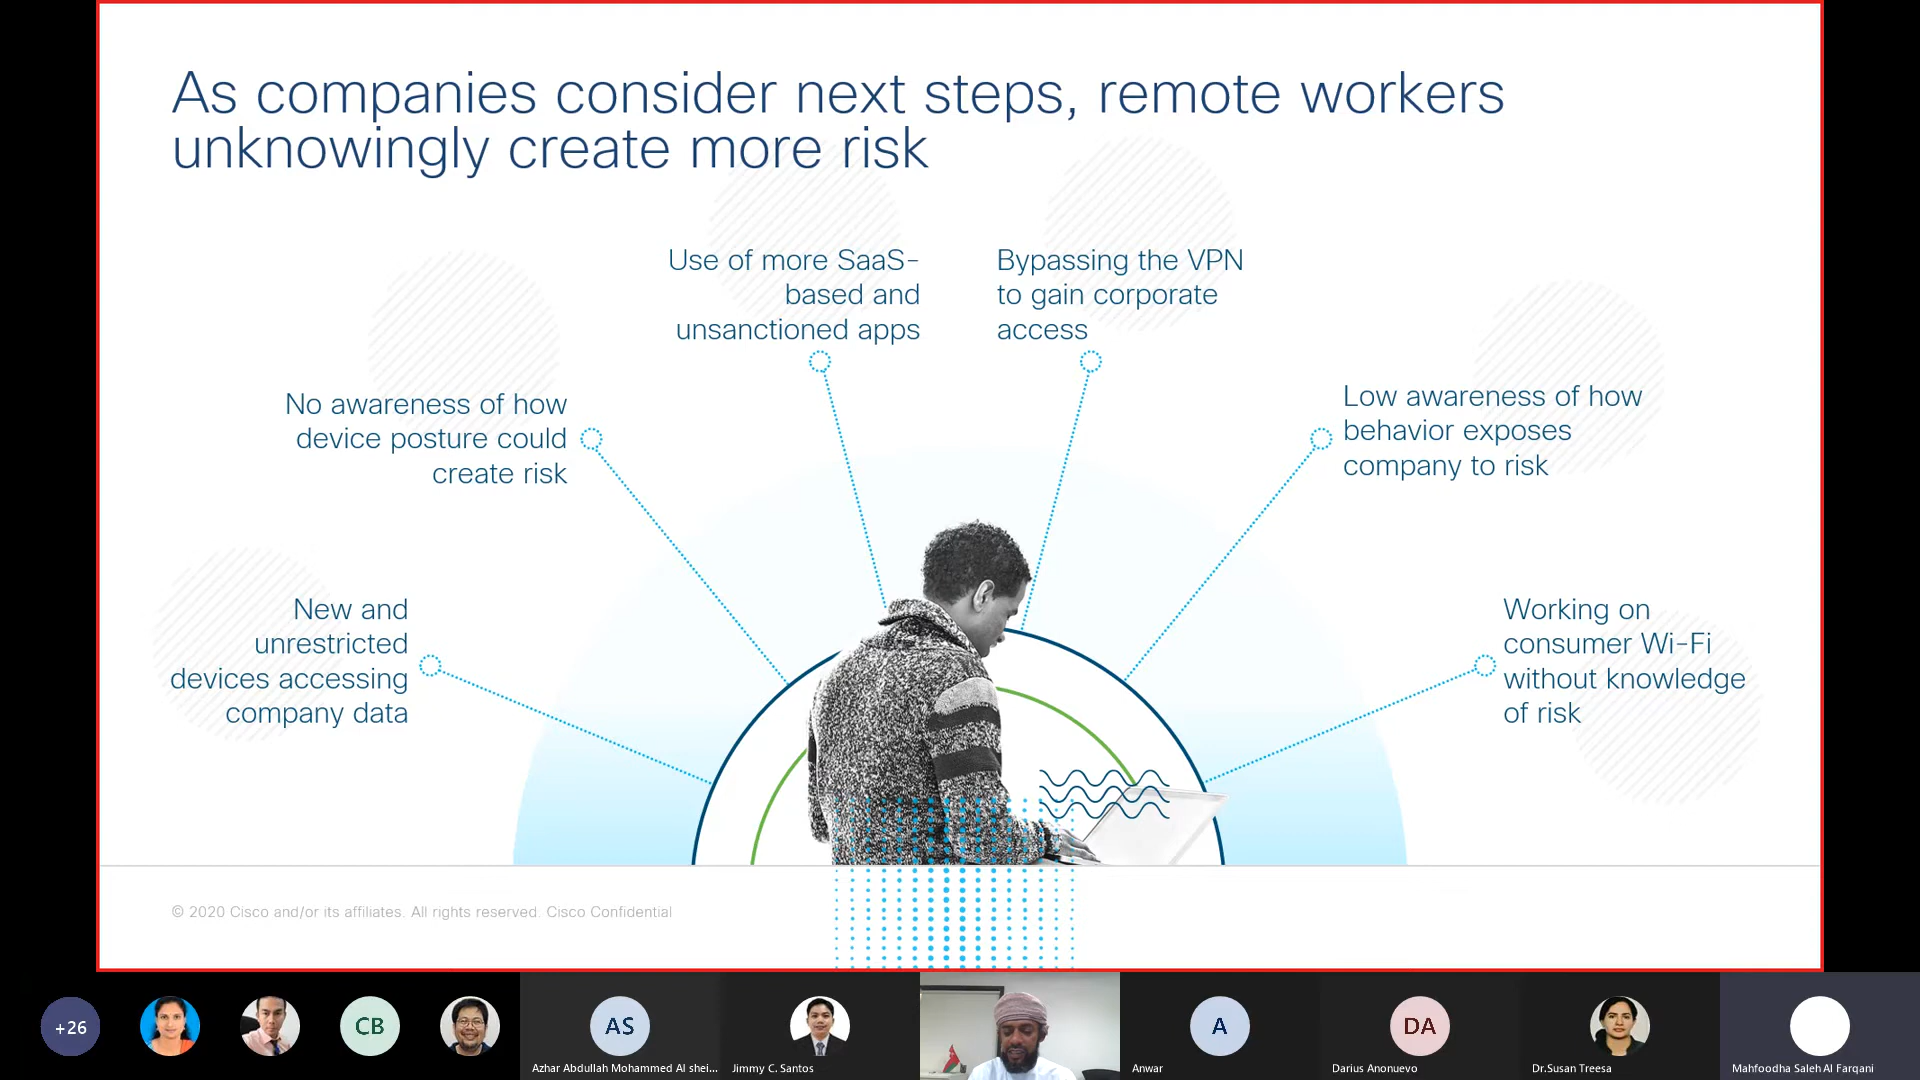 As companies consider next steps, remote workers
unknowingly create more risk
Use of more SaaS-
based and
unsanctioned apps
Bypassing the VPN
to gain corporate
access
No awareness of how
device posture could
create risk
Low awareness of how
behavior exposes
company to risk
New and
unrestricted
devices accessing
company data
Working on
consumer Wi-Fi
without knowledge
of risk
© 2020 Cisco and/or its affiliates. All rights reserved. Cisco Confidential
+26
CB
AS
A
DA
Azhar Abdullah Mohammed Al shei...
Jimmy C. Santos
Anwar
Darius Anonuevo
Dr.Susan Treesa
Mahfoodha Saleh Al Farqani